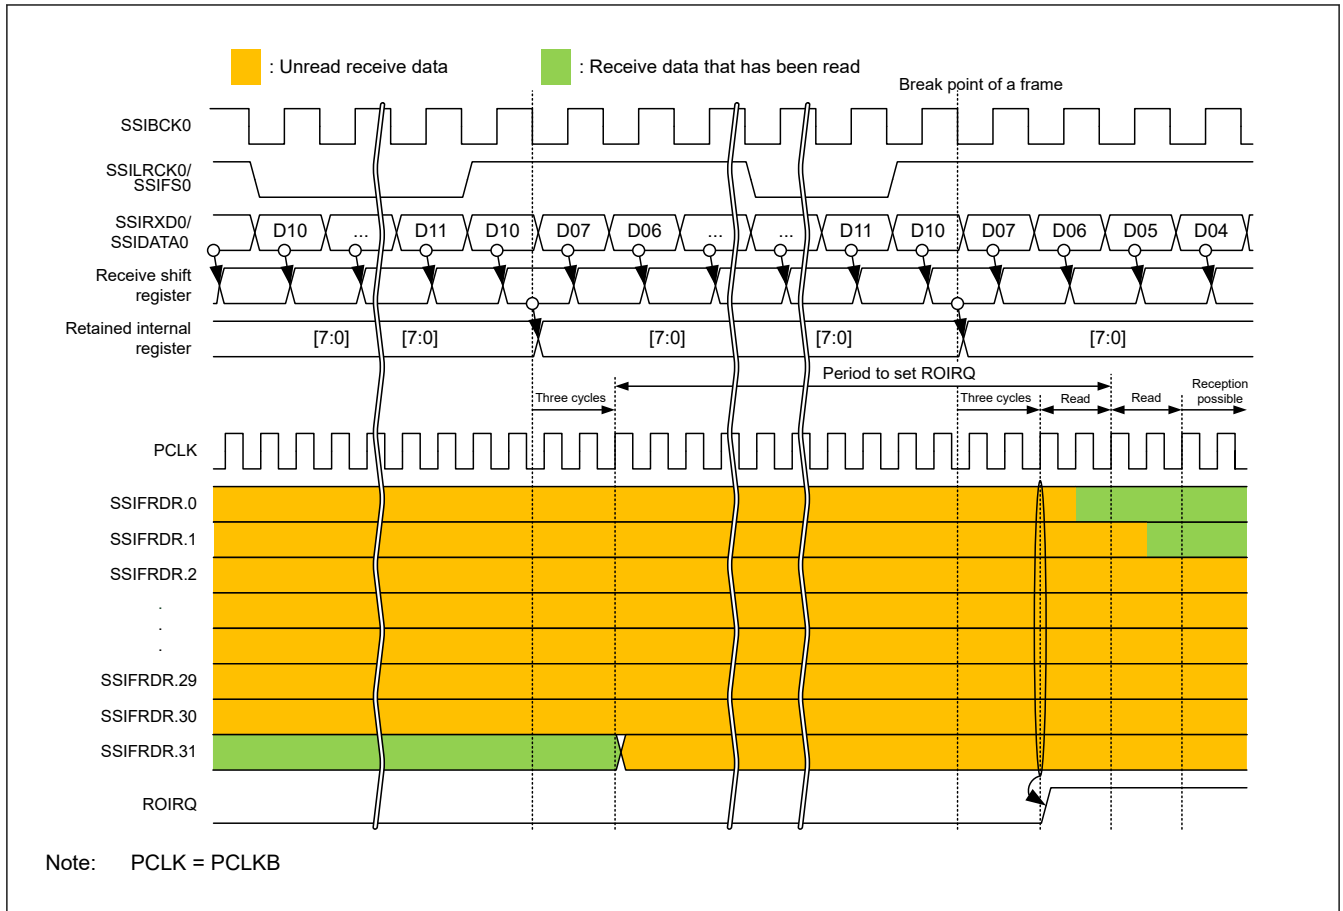 : Unread receive data
: Receive data that has been read
Break point of a frame
SSIBCK0
SSILRCK0/
SSIFS0
SSIRXD0/
SSIDATA0
D10 ... D11 D10 D07 D06 ... ... D11 D10 D07 D06 D05 D04
Receive shift
register
Retained internal
register
[7:0] [7:0] [7:0] [7:0] [7:0]
Period to set ROIRQ
Three cycles
Three cycles
Read
Read
Reception
possible
PCLK
SSIFRDR.0
SSIFRDR.1
SSIFRDR.2
.
.
.
SSIFRDR.29
SSIFRDR.30
SSIFRDR.31
ROIRQ
Note: PCLK = PCLKB